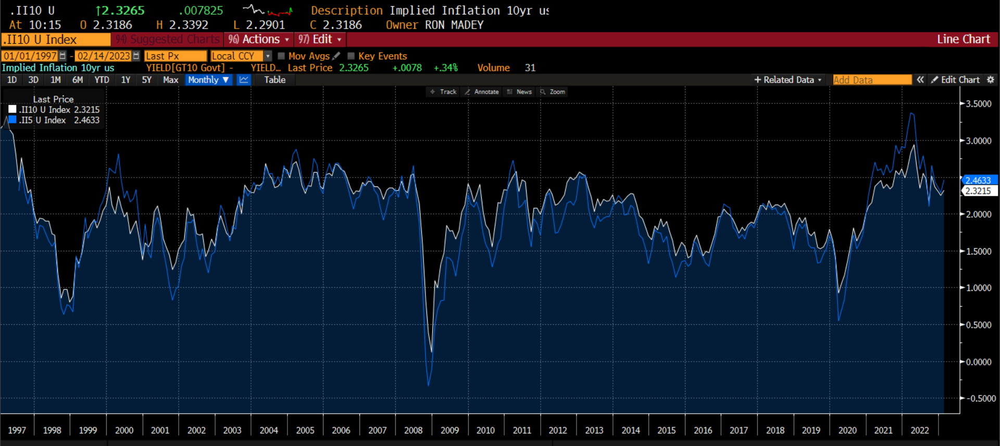 .II10 U ↑2.3265 .007825 Description Implied Inflation 10yr us
At 10:15 O 2.3186 H 2.3392 L 2.2901 C 2.3186 Owner RON MADEY
.II10 U Index 94) Suggested Charts 96) Actions 97) Edit Line Chart
01/01/1997 - 02/14/2023 Last Px Local CCY Mov Avgs Key Events
Implied Inflation 10yr us YIELD[GT10 Govt] - YIELD… Last Price 2.3265 +.0078 +.34% Volume 31
1D 3D 1M 6M YTD 1Y 5Y Max Monthly ▼ Table + Related Data Add Data « Edit Chart
Track Annotate News Zoom
Last Price
.II10 U Index 2.3215
.II5 U Index 2.4633
3.5000
3.0000
2.4633
2.3215
2.0000
1.5000
1.0000
0.5000
0.0000
-0.5000
1997 1998 1999 2000 2001 2002 2003 2004 2005 2006 2007 2008 2009 2010 2011 2012 2013 2014 2015 2016 2017 2018 2019 2020 2021 2022